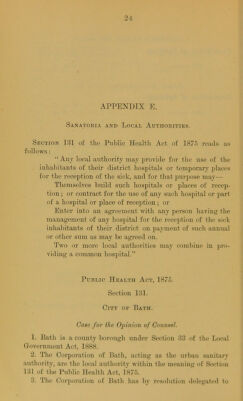 24
APPENDIX E.
Sanatoria and Local Authorities.
Section 131 of the Public Health Act of 1875 reads as
follows:
"Any local authority may provide for the use of the
inhabitants of their district hospitals or temporary places
for the reception of the sick, and for that purpose may—
Themselves build such hospitals or places of recep-
tion; or contract for the use of any such hospital or part
of a hospital or place of reception; or
Enter into an agreement with any person having the
management of any hospital for the reception of the sick
inhabitants of their district on payment of such annual
or other sum as may be agreed on.
Two or more local authorities may combine in pro-
viding a common hospital."
Public Health Act, 1875.
Section 131.
City of Bath.
Case for the Opinion of Counsel.
1. Bath is a county borough under Section 33 of the Local
Government Act, 1888.
2. The Corporation of Bath, acting as the urban sanitary
authority, are the local authority within the meaning of Section
131 of the Public Health Act, 1875.
3. The Corporation of Bath has by resolution delegated to